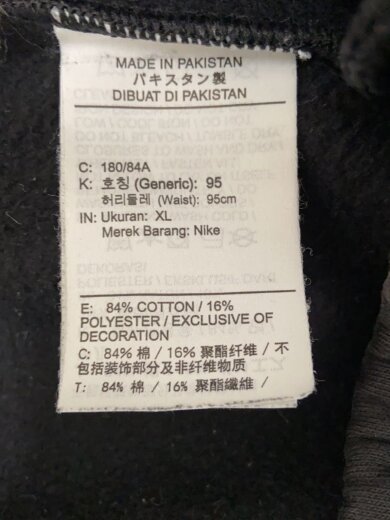 MADE IN PAKISTAN
パキスタン製
DIBUAT DI PAKISTAN
C: 180/84A
K: 호칭 (Generic): 95
허리둘레 (Waist): 95cm
IN: Ukuran: XL
Merek Barang: Nike
E: 84% COTTON / 16%
POLYESTER / EXCLUSIVE OF
DECORATION
C: 84% 棉 / 16% 聚酯纤维 / 不
包括装饰部分及非纤维物质
T: 84% 棉 / 16% 聚酯纖維 /